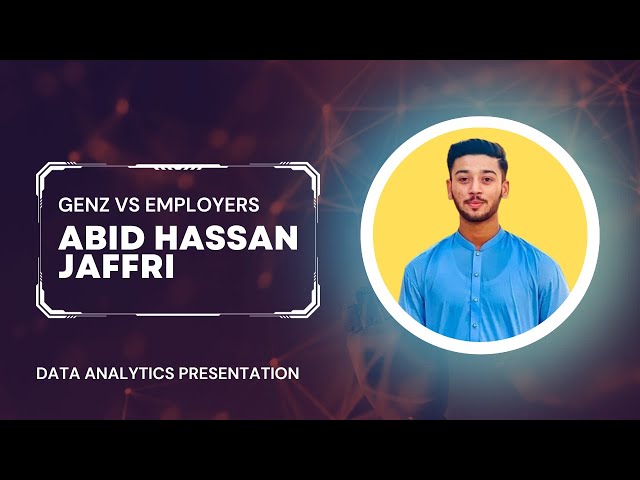 GENZ VS EMPLOYERS
ABID HASSAN
JAFFRI
DATA ANALYTICS PRESENTATION